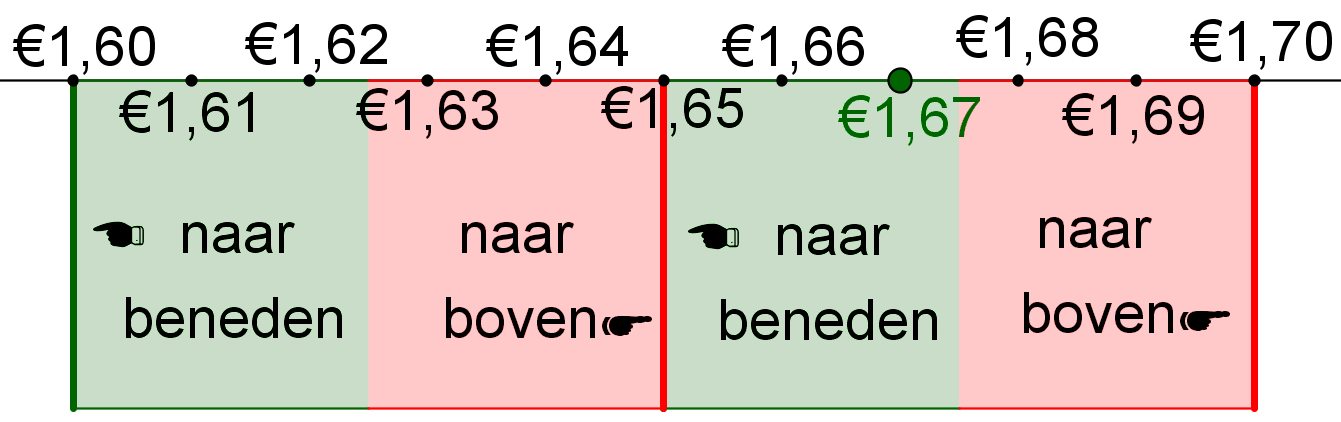 €1,60 €1,62 €1,64 €1,66 €1,68 €1,70
€1,61 €1,63 €1,65 €1,67 €1,69
naar naar naar naar
beneden boven beneden boven